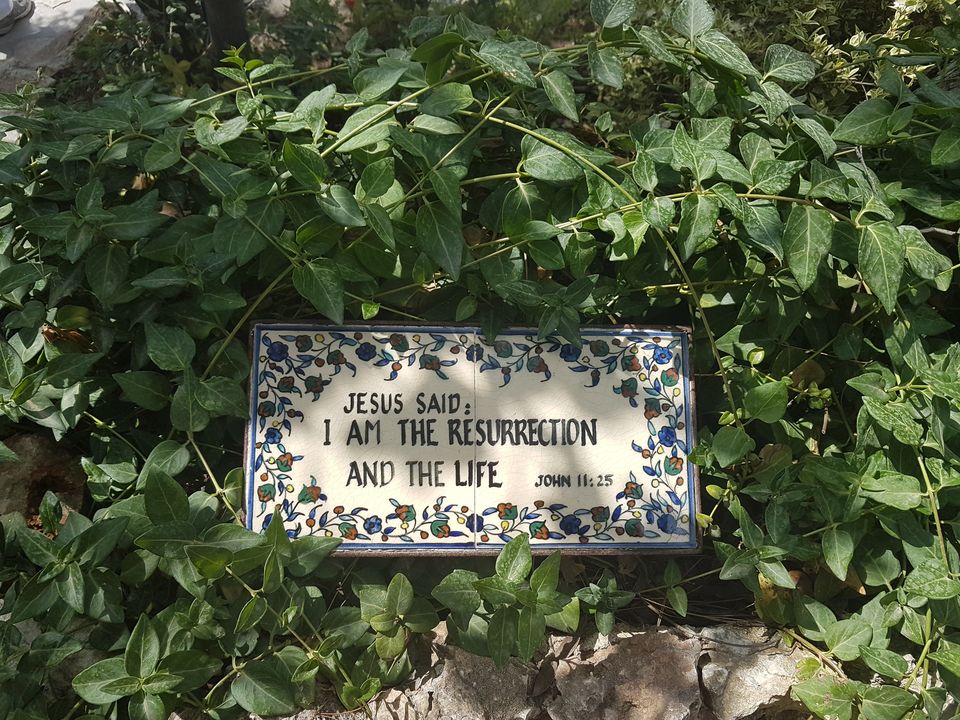 JESUS SAID:
I AM THE RESURRECTION
AND THE LIFE JOHN 11:25